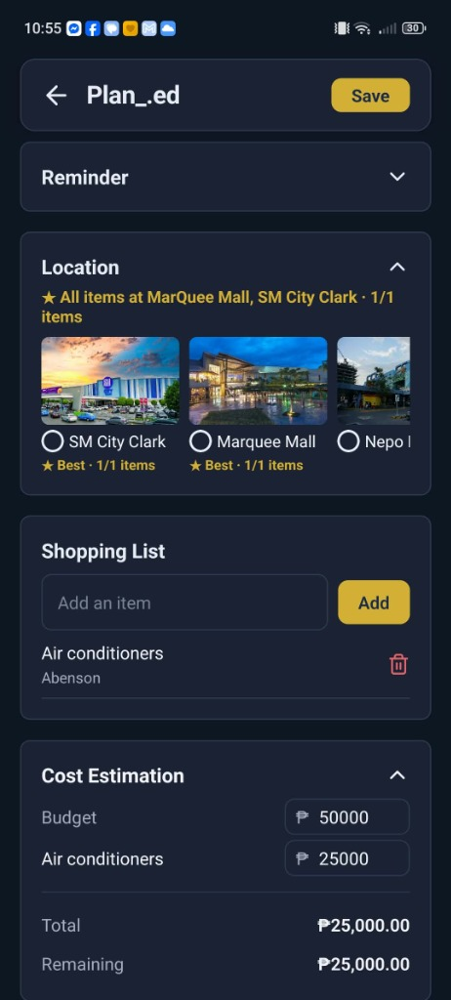 10:55
30
Plan_.ed
Save
Reminder
Location
★ All items at MarQuee Mall, SM City Clark · 1/1
items
SM City Clark
Marquee Mall
Nepo
★ Best · 1/1 items
★ Best · 1/1 items
Shopping List
Add an item
Add
Air conditioners
Abenson
Cost Estimation
Budget
₱ 50000
Air conditioners
₱ 25000
Total
₱25,000.00
Remaining
₱25,000.00